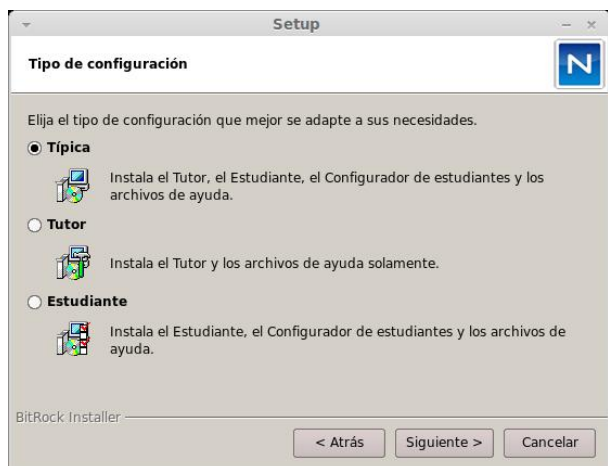 Setup
Tipo de configuración
N
Elija el tipo de configuración que mejor se adapte a sus necesidades.
Típica
Instala el Tutor, el Estudiante, el Configurador de estudiantes y los
archivos de ayuda.
Tutor
Instala el Tutor y los archivos de ayuda solamente.
Estudiante
Instala el Estudiante, el Configurador de estudiantes y los archivos de
ayuda.
BitRock Installer
< Atrás Siguiente > Cancelar